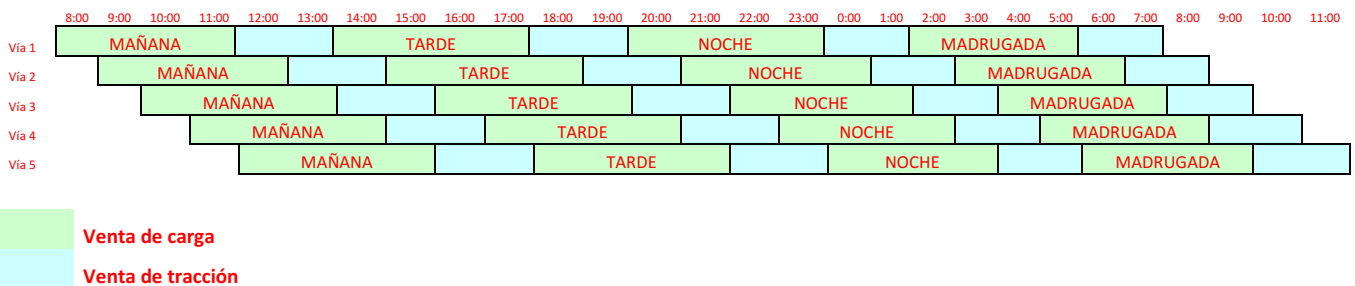 8:00 9:00 10:00 11:00 12:00 13:00 14:00 15:00 16:00 17:00 18:00 19:00 20:00 21:00 22:00 23:00 0:00 1:00 2:00 3:00 4:00 5:00 6:00 7:00 8:00 9:00 10:00 11:00
Vía 1 MAÑANA TARDE NOCHE MADRUGADA
Vía 2 MAÑANA TARDE NOCHE MADRUGADA
Vía 3 MAÑANA TARDE NOCHE MADRUGADA
Vía 4 MAÑANA TARDE NOCHE MADRUGADA
Vía 5 MAÑANA TARDE NOCHE MADRUGADA
Venta de carga
Venta de tracción